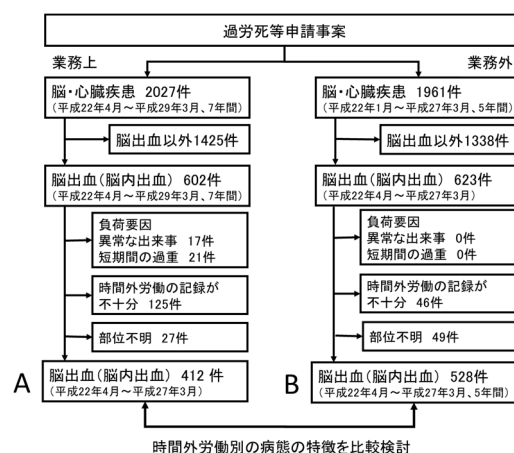 過労死等申請事案
業務上
業務外
脳・心臓疾患 2027件
(平成22年4月～平成29年3月、7年間)
脳出血以外1425件
脳出血(脳内出血) 602件
(平成22年4月～平成29年3月、7年間)
負荷要因
異常な出来事 17件
短期間の過重 21件
時間外労働の記録が
不十分 125件
部位不明 27件
A
脳出血(脳内出血) 412 件
(平成22年4月～平成27年3月)
脳・心臓疾患 1961件
(平成22年1月～平成27年3月、5年間)
脳出血以外1338件
脳出血(脳内出血) 623件
(平成22年4月～平成27年3月)
負荷要因
異常な出来事 0件
短期間の過重 0件
時間外労働の記録が
不十分 46件
部位不明 49件
B
脳出血(脳内出血) 528件
(平成22年4月～平成27年3月、5年間)
時間外労働別の病態の特徴を比較検討